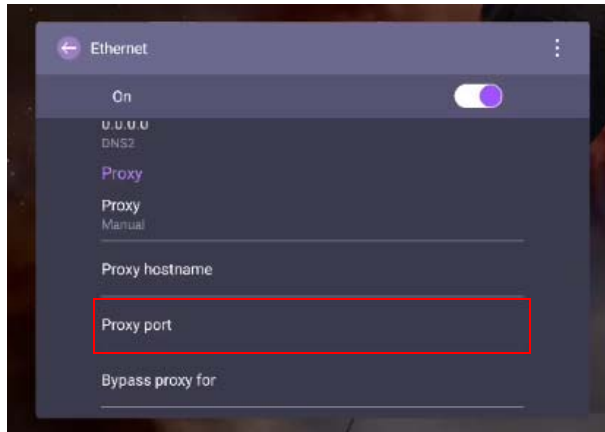 Ethernet
On
0.0.0.0
DNS2
Proxy
Proxy
Manual
Proxy hostname
Proxy port
Bypass proxy for